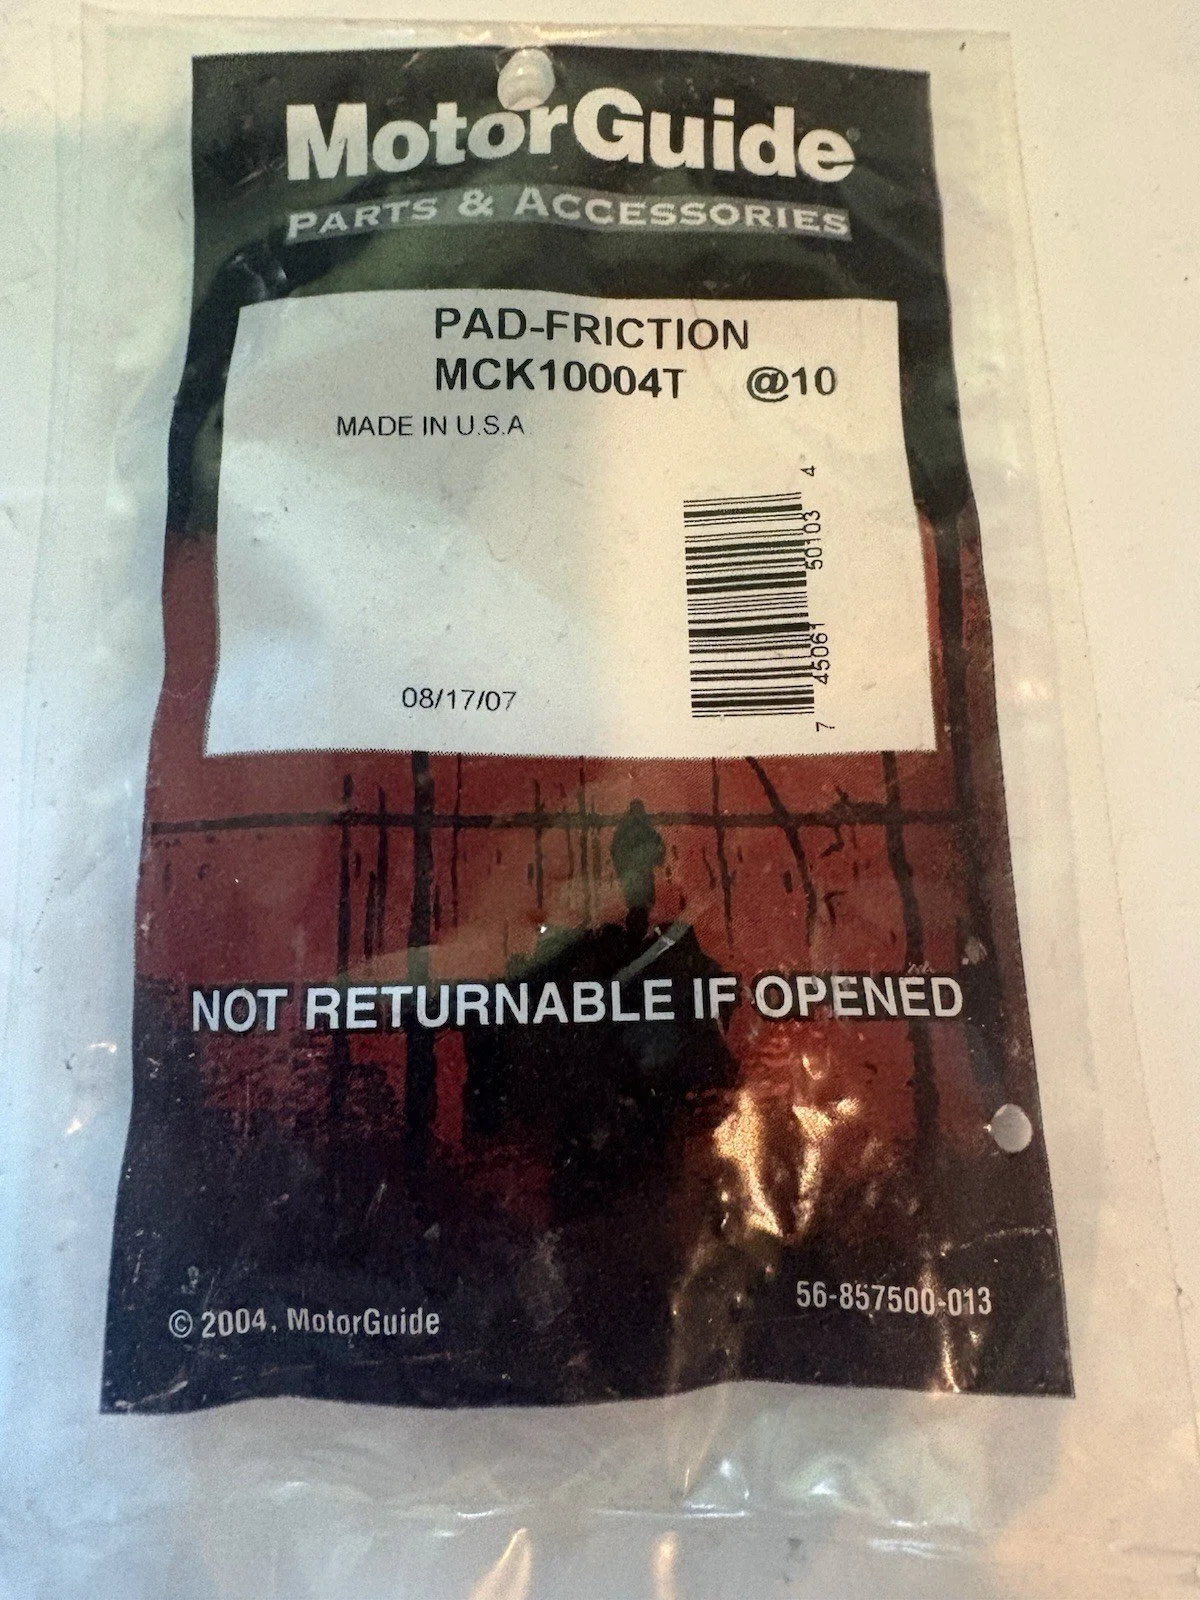 MotorGuide®
PARTS & ACCESSORIES
PAD-FRICTION
MCK10004T @10
MADE IN U.S.A
7 45061 50103 4
08/17/07
NOT RETURNABLE IF OPENED
© 2004, MotorGuide
56-857500-013